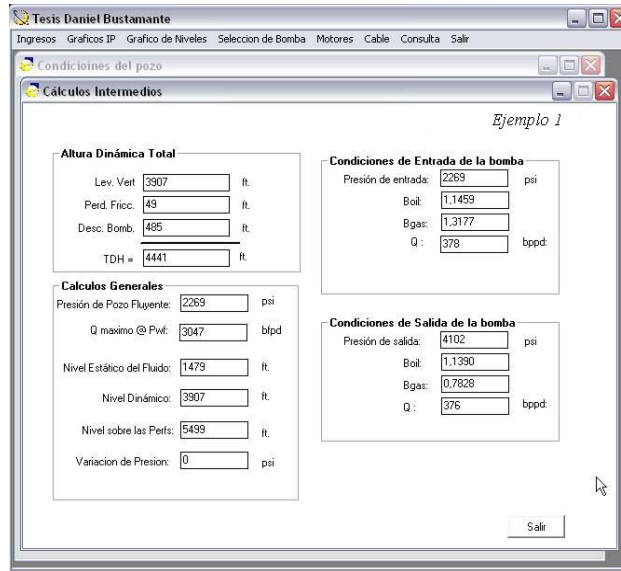 Tesis Daniel Bustamante
Ingresos Graficos IP Grafico de Niveles Seleccion de Bomba Motores Cable Consulta Salir
Condicioines del pozo
Cálculos Intermedios
Ejemplo 1
Altura Dinámica Total
Lev. Vert 3907 ft.
Perd. Fricc. 49 ft.
Desc. Bomb. 485 ft.
TDH = 4441 ft.
Calculos Generales
Presión de Pozo Fluyente: 2269 psi
Q maximo @ Pwf: 3047 bfpd
Nivel Estático del Fluido: 1479 ft.
Nivel Dinámico: 3907 ft.
Nivel sobre las Perfs: 5499 ft.
Variacion de Presion: 0 psi
Condiciones de Entrada de la bomba
Presión de entrada: 2269 psi
Boil: 1,1459
Bgas: 1,3177
Q : 378 bppd:
Condiciones de Salida de la bomba
Presión de salida: 4102 psi
Boil: 1,1390
Bgas: 0,7828
Q : 376 bppd:
Salir